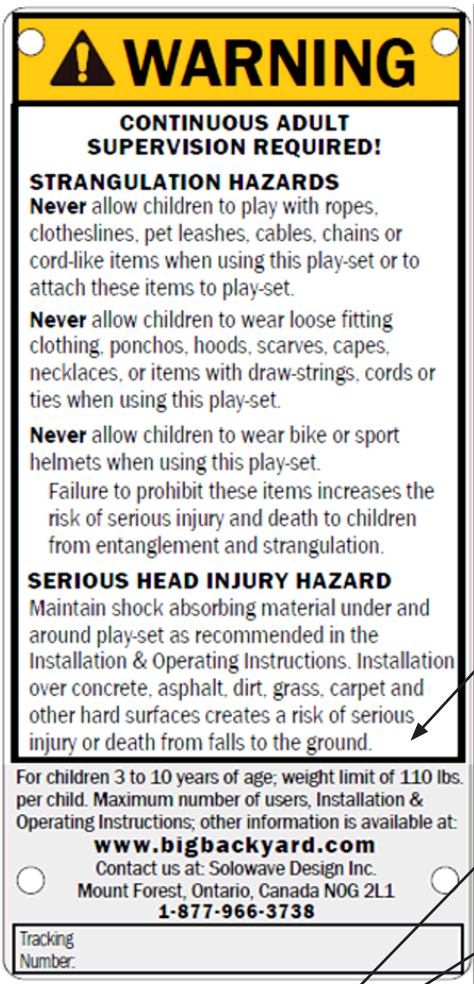 WARNING
CONTINUOUS ADULT
SUPERVISION REQUIRED!
STRANGULATION HAZARDS
Never allow children to play with ropes,
clotheslines, pet leashes, cables, chains or
cord-like items when using this play-set or to
attach these items to play-set.
Never allow children to wear loose fitting
clothing, ponchos, hoods, scarves, capes,
necklaces, or items with draw-strings, cords or
ties when using this play-set.
Never allow children to wear bike or sport
helmets when using this play-set.
Failure to prohibit these items increases the
risk of serious injury and death to children
from entanglement and strangulation.
SERIOUS HEAD INJURY HAZARD
Maintain shock absorbing material under and
around play-set as recommended in the
Installation & Operating Instructions. Installation
over concrete, asphalt, dirt, grass, carpet and
other hard surfaces creates a risk of serious
injury or death from falls to the ground.
For children 3 to 10 years of age; weight limit of 110 lbs.
per child. Maximum number of users, Installation &
Operating Instructions; other information is available at:
www.bigbackyard.com
Contact us at: Solowave Design Inc.
Mount Forest, Ontario, Canada N0G 2L1
1-877-966-3738
Tracking
Number: